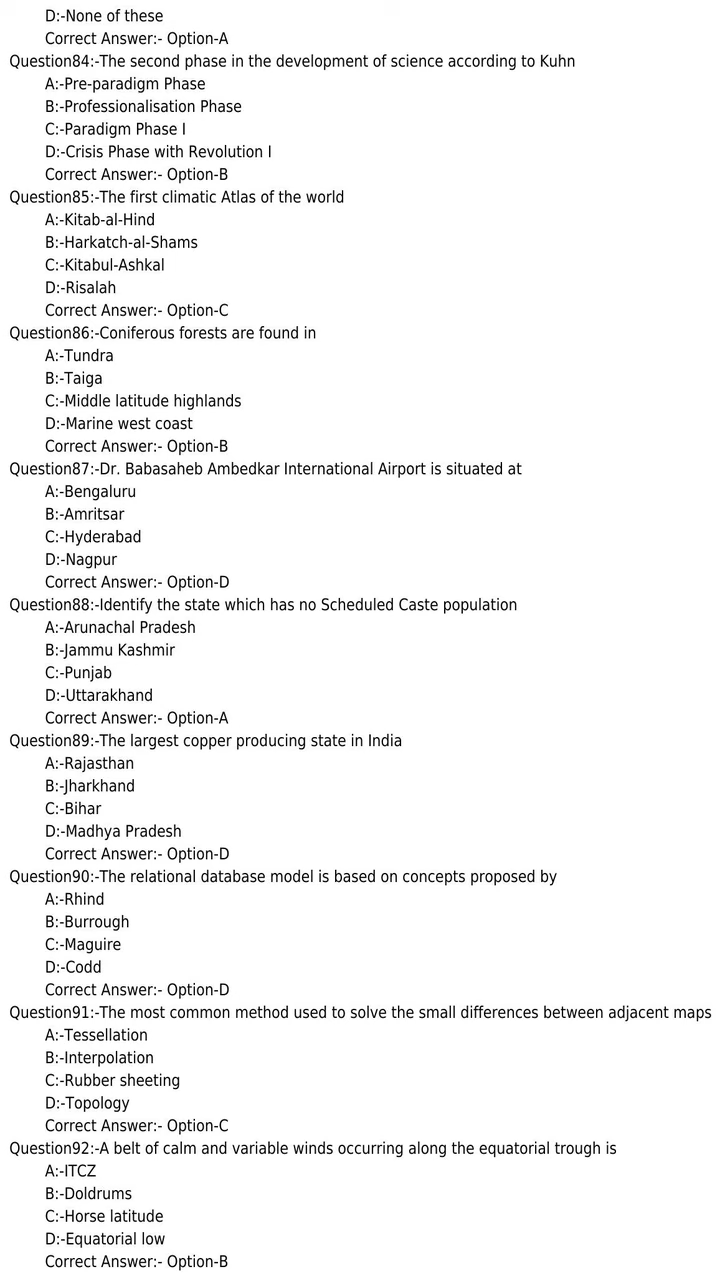 D:-None of these
Correct Answer:- Option-A
Question84:-The second phase in the development of science according to Kuhn
A:-Pre-paradigm Phase
B:-Professionalisation Phase
C:-Paradigm Phase I
D:-Crisis Phase with Revolution I
Correct Answer:- Option-B
Question85:-The first climatic Atlas of the world
A:-Kitab-al-Hind
B:-Harkatch-al-Shams
C:-Kitabul-Ashkal
D:-Risalah
Correct Answer:- Option-C
Question86:-Coniferous forests are found in
A:-Tundra
B:-Taiga
C:-Middle latitude highlands
D:-Marine west coast
Correct Answer:- Option-B
Question87:-Dr. Babasaheb Ambedkar International Airport is situated at
A:-Bengaluru
B:-Amritsar
C:-Hyderabad
D:-Nagpur
Correct Answer:- Option-D
Question88:-Identify the state which has no Scheduled Caste population
A:-Arunachal Pradesh
B:-Jammu Kashmir
C:-Punjab
D:-Uttarakhand
Correct Answer:- Option-A
Question89:-The largest copper producing state in India
A:-Rajasthan
B:-Jharkhand
C:-Bihar
D:-Madhya Pradesh
Correct Answer:- Option-D
Question90:-The relational database model is based on concepts proposed by
A:-Rhind
B:-Burrough
C:-Maguire
D:-Codd
Correct Answer:- Option-D
Question91:-The most common method used to solve the small differences between adjacent maps
A:-Tessellation
B:-Interpolation
C:-Rubber sheeting
D:-Topology
Correct Answer:- Option-C
Question92:-A belt of calm and variable winds occurring along the equatorial trough is
A:-ITCZ
B:-Doldrums
C:-Horse latitude
D:-Equatorial low
Correct Answer:- Option-B